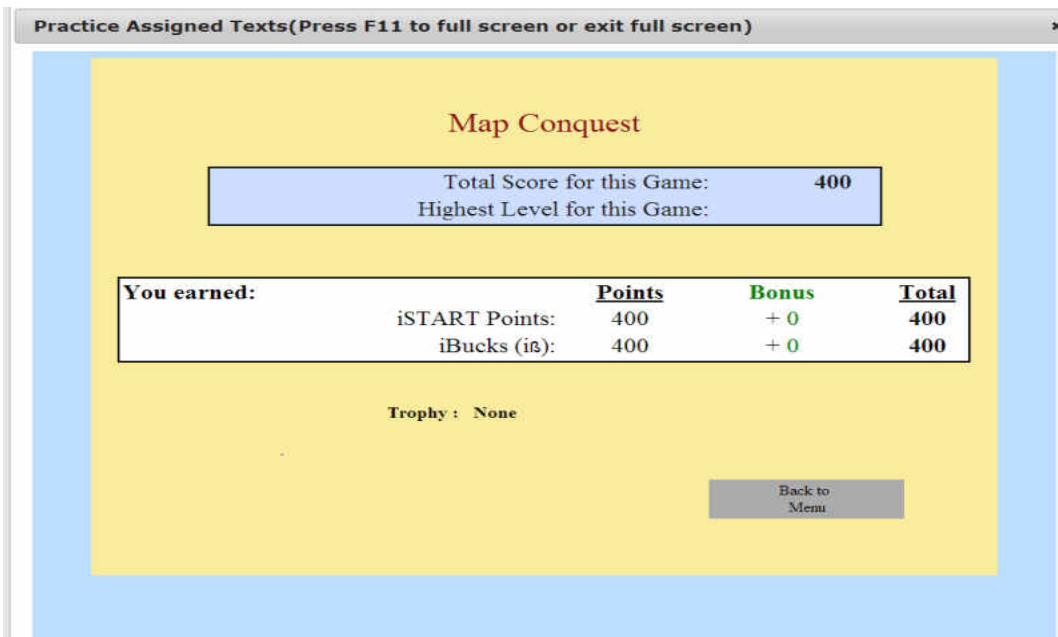 Practice Assigned Texts(Press F11 to full screen or exit full screen)
Map Conquest
Total Score for this Game: 400
Highest Level for this Game:
You earned: Points Bonus Total
iSTART Points: 400 + 0 400
iBucks (iß): 400 + 0 400
Trophy : None
Back to
Menu